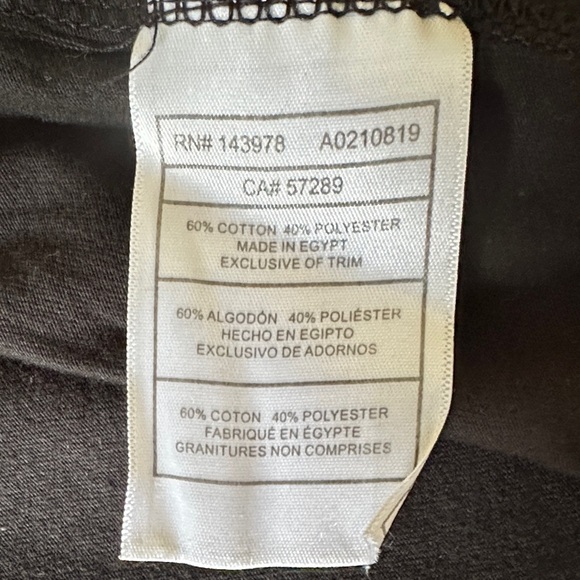 RN# 143978 A0210819
CA# 57289
60% COTTON 40% POLYESTER
MADE IN EGYPT
EXCLUSIVE OF TRIM
60% ALGODÓN 40% POLIÉSTER
HECHO EN EGIPTO
EXCLUSIVO DE ADORNOS
60% COTON 40% POLYESTER
FABRIQUÉ EN ÉGYPTE
GRANITURES NON COMPRISES